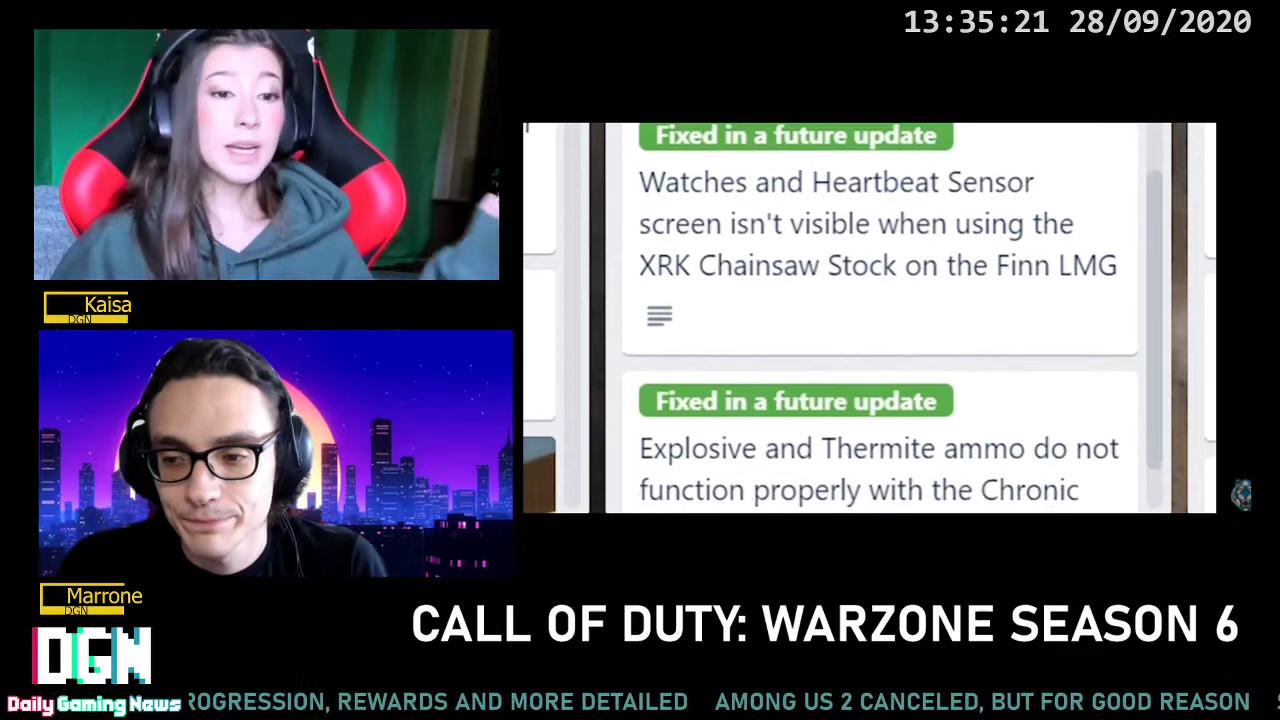 13:35:21 28/09/2020
Fixed in a future update
Watches and Heartbeat Sensor
screen isn't visible when using the
XRK Chainsaw Stock on the Finn LMG
Fixed in a future update
Explosive and Thermite ammo do not
function properly with the Chronic
Kaisa
DGN
Marrone
DGN
CALL OF DUTY: WARZONE SEASON 6
DGN
Daily Gaming News
ROGRESSION, REWARDS AND MORE DETAILED AMONG US 2 CANCELED, BUT FOR GOOD REASON